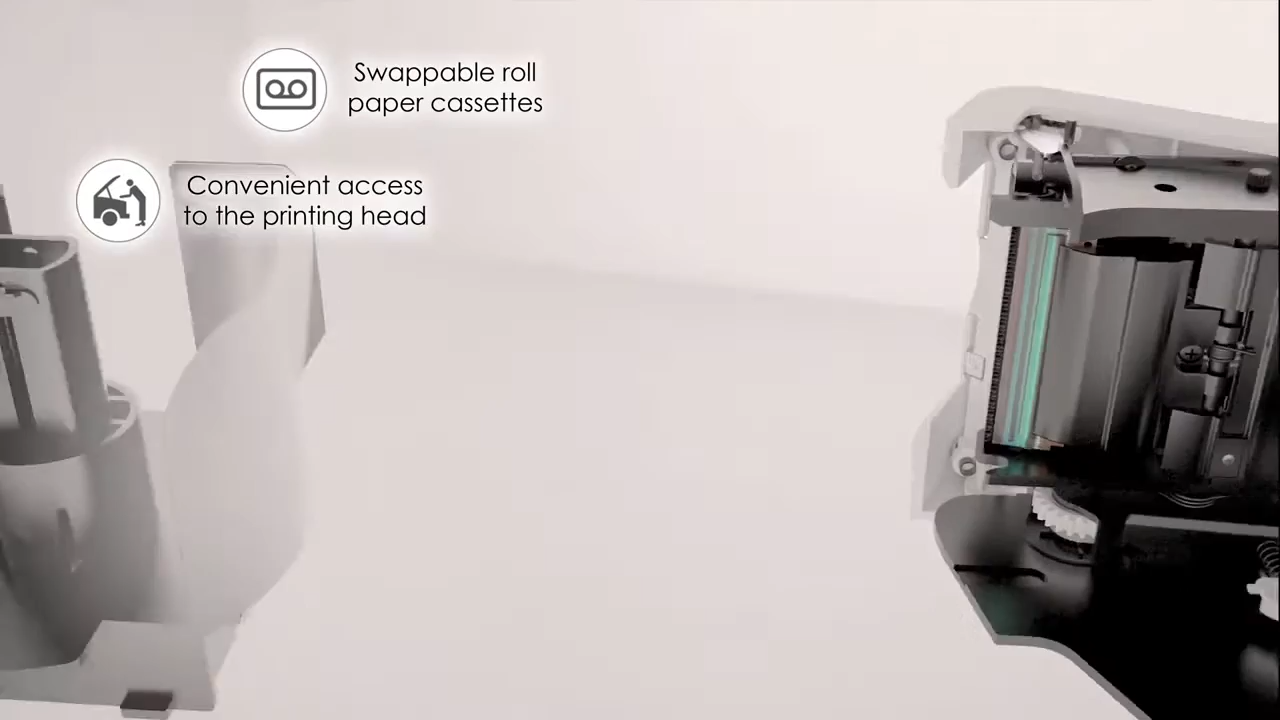 Swappable roll
paper cassettes
Convenient access
to the printing head